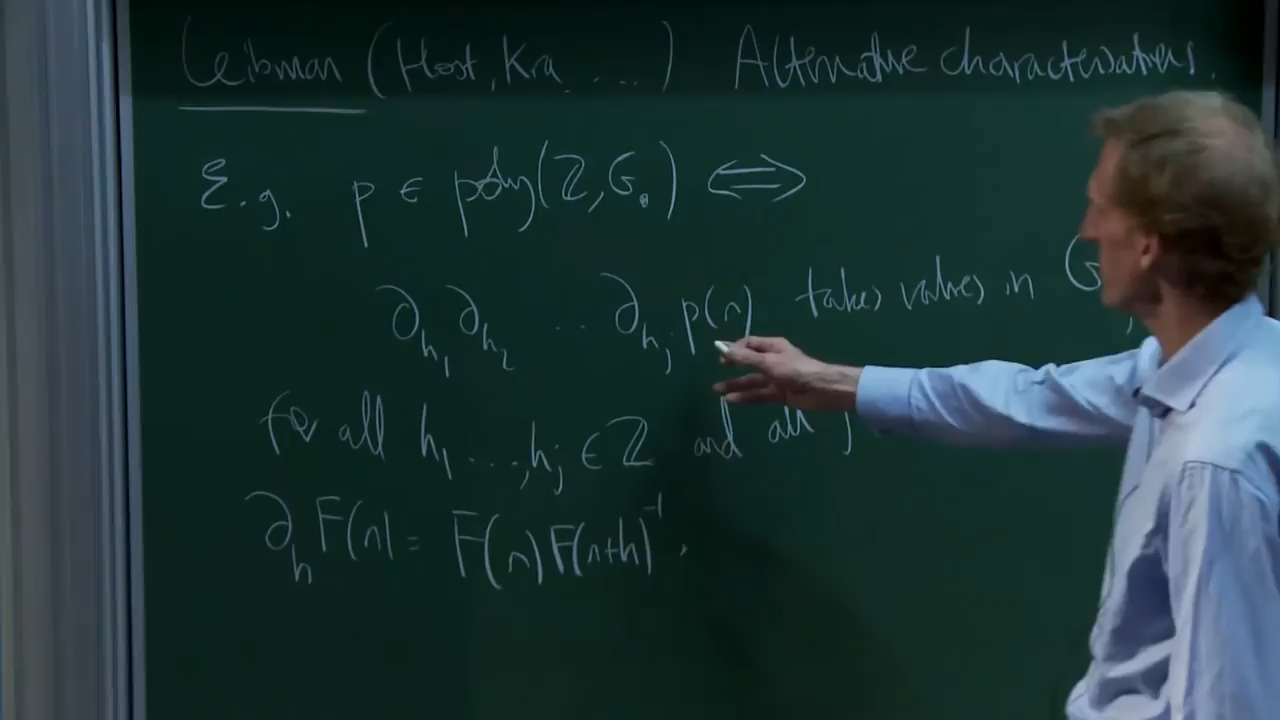 Leibman (Host, Kra, ...) Alternative characterisations.
E.g. p ∈ poly(ℤ, G•) ⟺
∂h₁ ∂h₂ ... ∂hⱼ p(n) takes values in G
for all h₁, ..., hⱼ ∈ ℤ and all j
∂h F(n) = F(n) F(n+h)⁻¹.